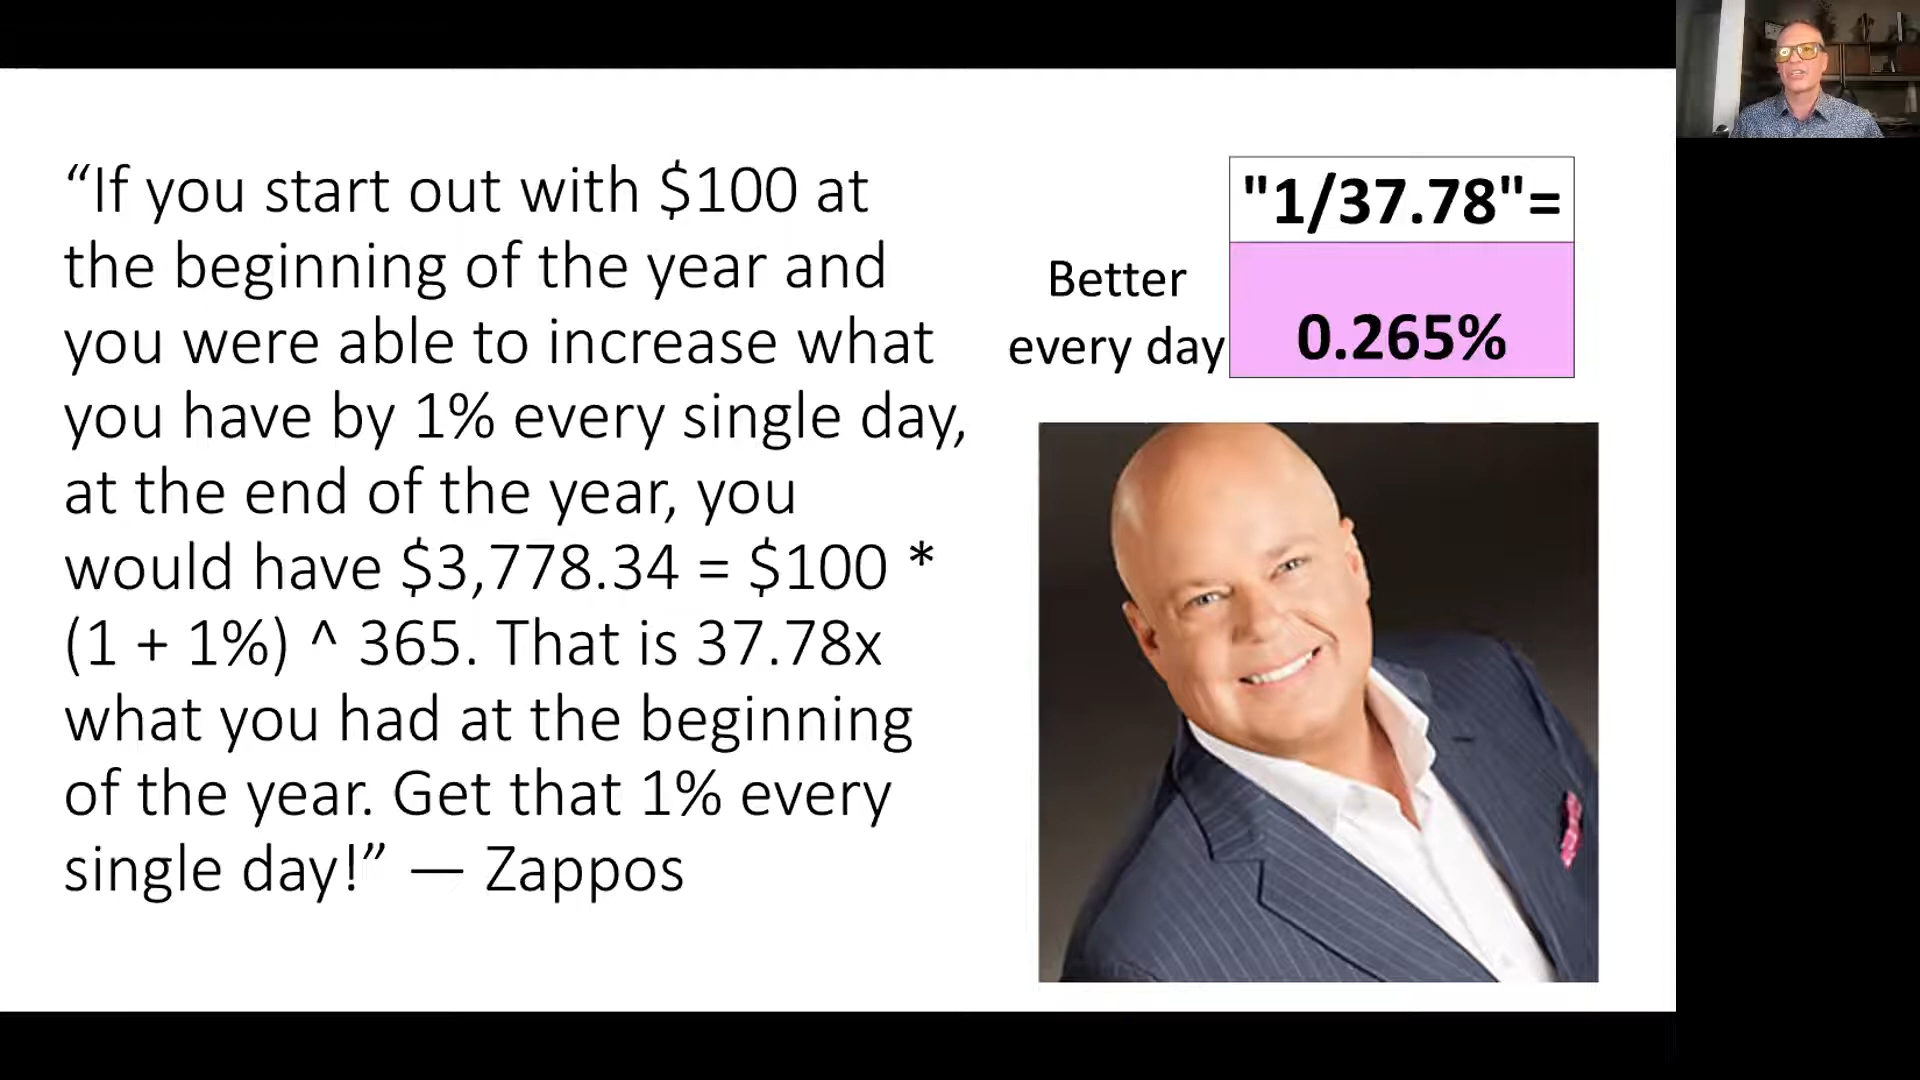 “If you start out with $100 at
the beginning of the year and
you were able to increase what
you have by 1% every single day,
at the end of the year, you
would have $3,778.34 = $100 *
(1 + 1%) ^ 365. That is 37.78x
what you had at the beginning
of the year. Get that 1% every
single day!” — Zappos
"1/37.78"=
Better
every day
0.265%